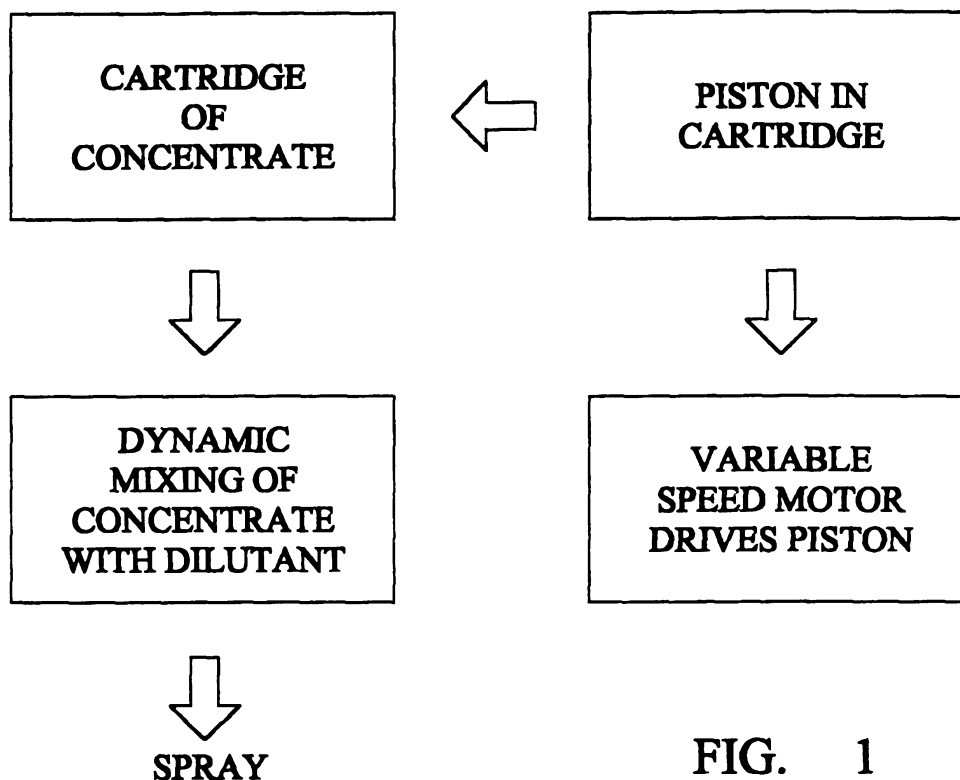 CARTRIDGE
OF
CONCENTRATE
PISTON IN
CARTRIDGE
DYNAMIC
MIXING OF
CONCENTRATE
WITH DILUTANT
VARIABLE
SPEED MOTOR
DRIVES PISTON
SPRAY
FIG. 1